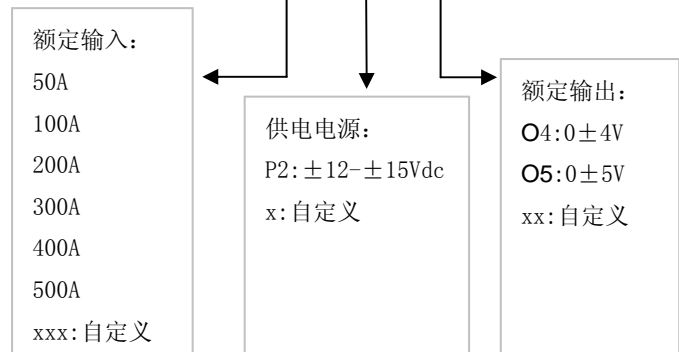 额定输入：
50A
100A
200A
300A
400A
500A
xxx:自定义
供电电源：
P2:±12-±15Vdc
x:自定义
额定输出：
O4:0±4V
O5:0±5V
xx:自定义